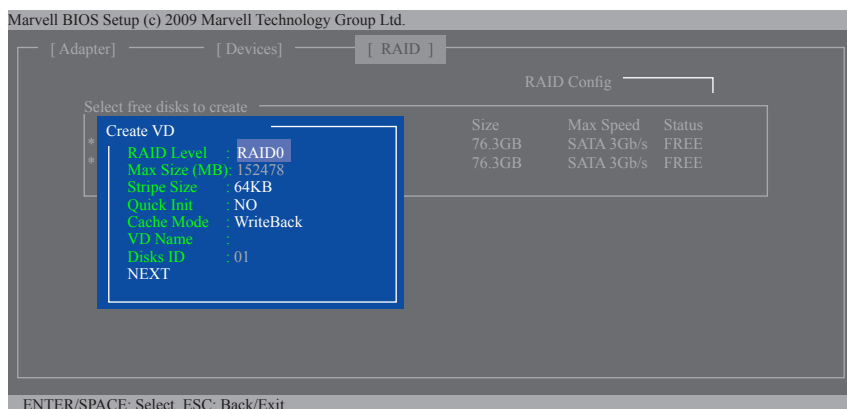 Marvell BIOS Setup (c) 2009 Marvell Technology Group Ltd.
[ Adapter] [ Devices] [ RAID ]
RAID Config
Select free disks to create
Size Max Speed Status
* 76.3GB SATA 3Gb/s FREE
* 76.3GB SATA 3Gb/s FREE
Create VD
RAID Level : RAID0
Max Size (MB): 152478
Stripe Size : 64KB
Quick Init : NO
Cache Mode : WriteBack
VD Name :
Disks ID : 01
NEXT
ENTER/SPACE: Select ESC: Back/Exit